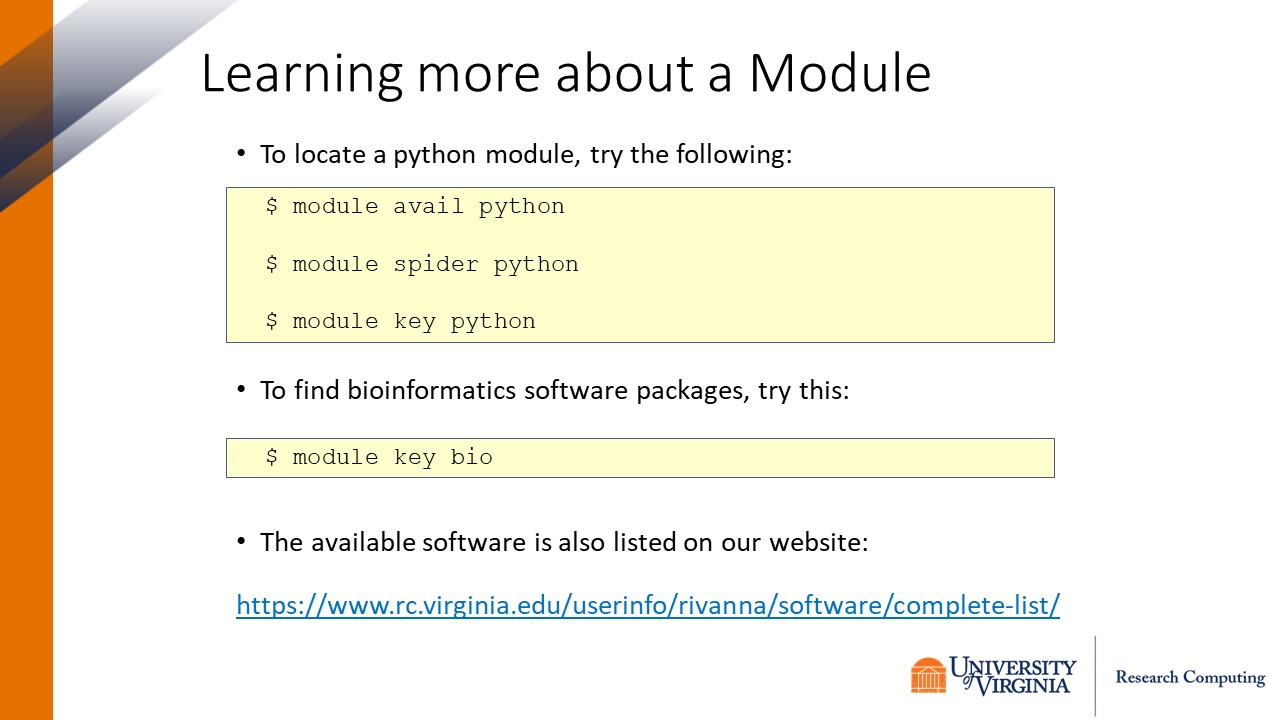 Learning more about a Module
• To locate a python module, try the following:
$ module avail python
$ module spider python
$ module key python
• To find bioinformatics software packages, try this:
$ module key bio
• The available software is also listed on our website:
https://www.rc.virginia.edu/userinfo/rivanna/software/complete-list/
UNIVERSITY
of VIRGINIA
Research Computing